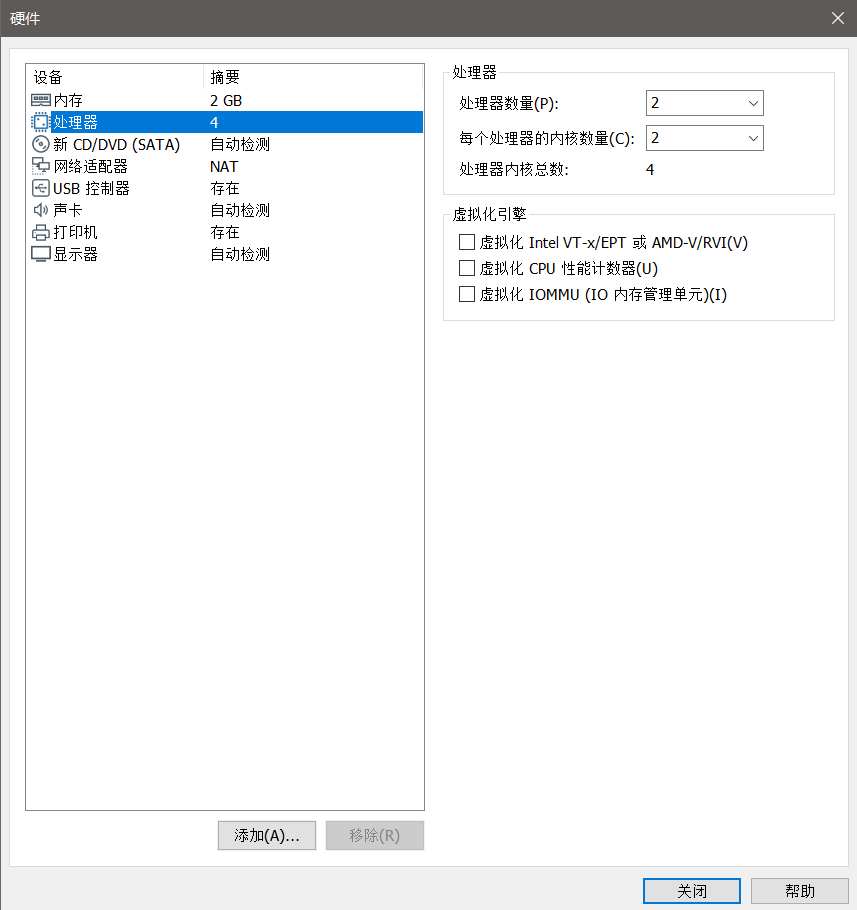 硬件
设备 摘要
内存 2 GB
处理器 4
新 CD/DVD (SATA) 自动检测
网络适配器 NAT
USB 控制器 存在
声卡 自动检测
打印机 存在
显示器 自动检测
添加(A)... 移除(R)
处理器
处理器数量(P): 2
每个处理器的内核数量(C): 2
处理器内核总数: 4
虚拟化引擎
虚拟化 Intel VT-x/EPT 或 AMD-V/RVI(V)
虚拟化 CPU 性能计数器(U)
虚拟化 IOMMU (IO 内存管理单元)(I)
关闭 帮助